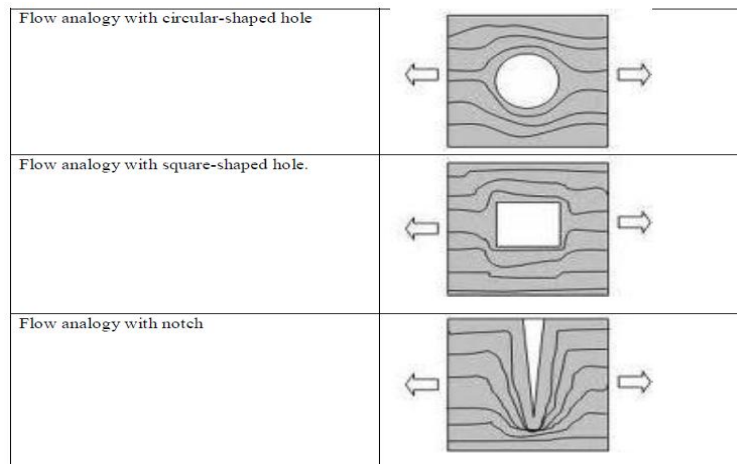 Flow analogy with circular-shaped hole
Flow analogy with square-shaped hole.
Flow analogy with notch